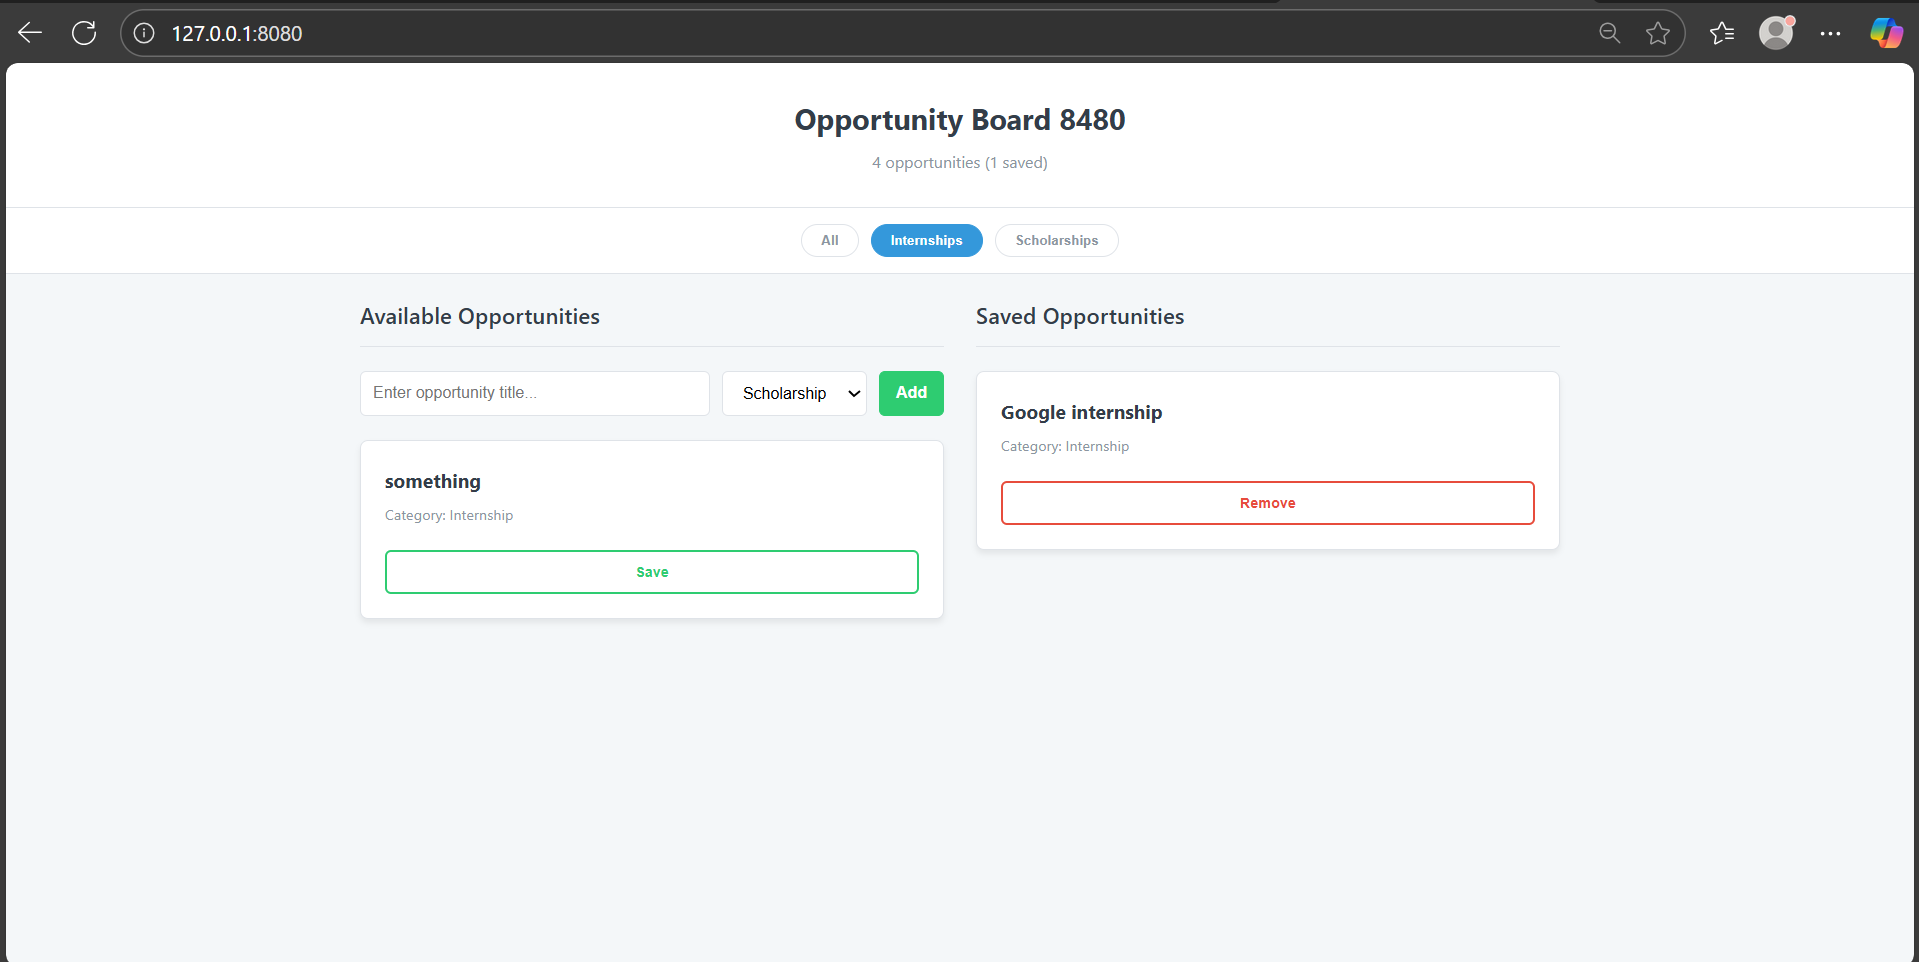 127.0.0.1:8080
Opportunity Board 8480
4 opportunities (1 saved)
All
Internships
Scholarships
Available Opportunities
Enter opportunity title...
Scholarship
Add
something
Category: Internship
Save
Saved Opportunities
Google internship
Category: Internship
Remove